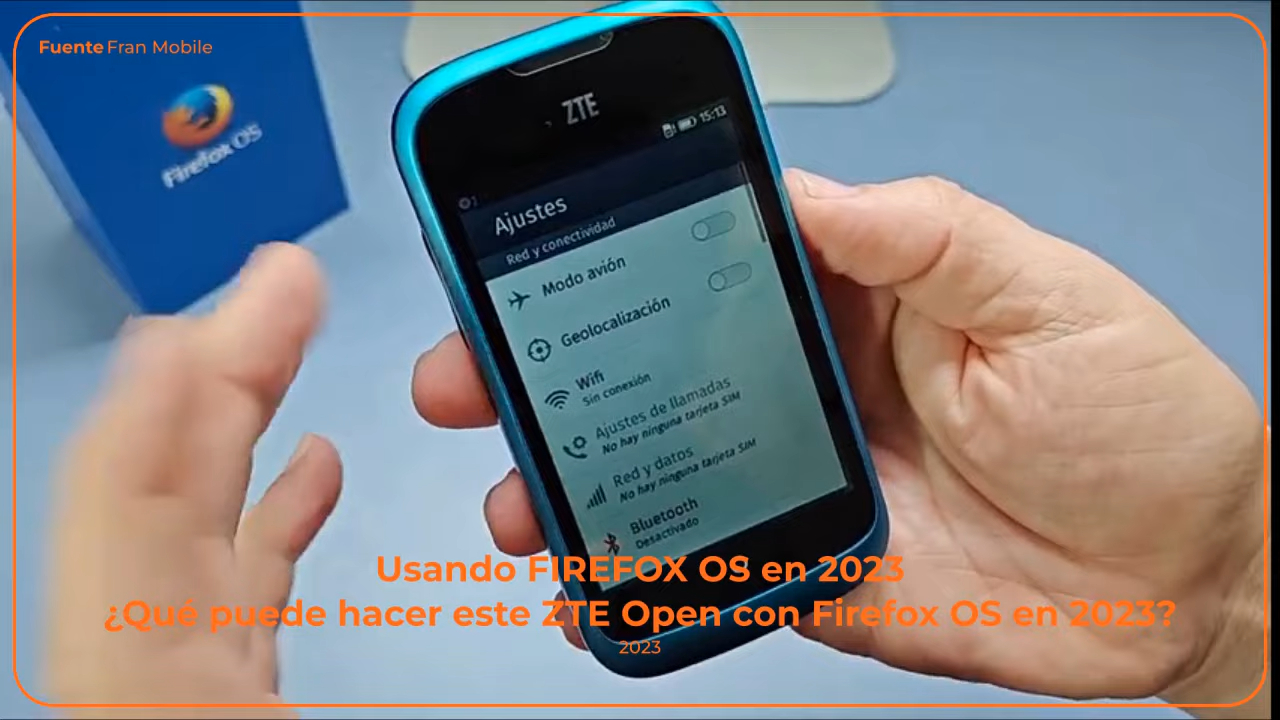 Fuente Fran Mobile
Firefox OS
ZTE
15:13
Ajustes
Red y conectividad
Modo avión
Geolocalización
Wifi
Sin conexión
Ajustes de llamadas
No hay ninguna tarjeta SIM
Red y datos
No hay ninguna tarjeta SIM
Bluetooth
Desactivado
Usando FIREFOX OS en 2023
¿Qué puede hacer este ZTE Open con Firefox OS en 2023?
2023